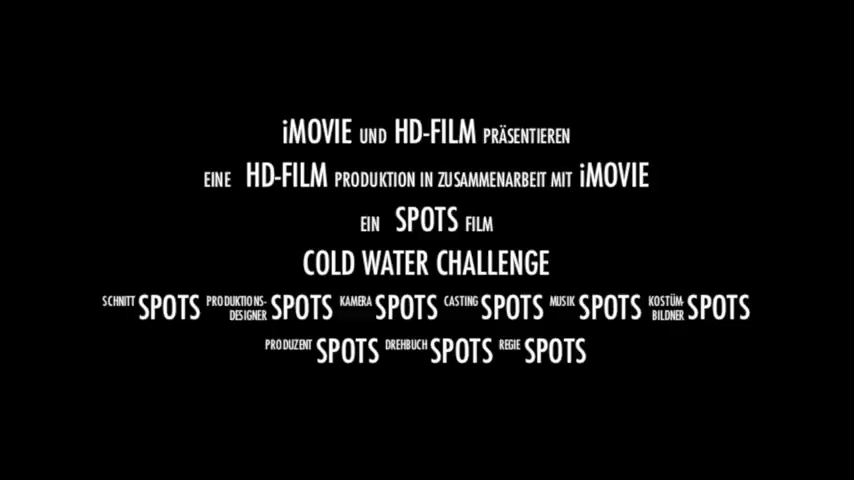 iMOVIE UND HD-FILM PRÄSENTIEREN
EINE HD-FILM PRODUKTION IN ZUSAMMENARBEIT MIT iMOVIE
EIN SPOTS FILM
COLD WATER CHALLENGE
SCHNITT SPOTS PRODUKTIONS-DESIGNER SPOTS KAMERA SPOTS CASTING SPOTS MUSIK SPOTS KOSTÜM-BILDNER SPOTS
PRODUZENT SPOTS DREHBUCH SPOTS REGIE SPOTS